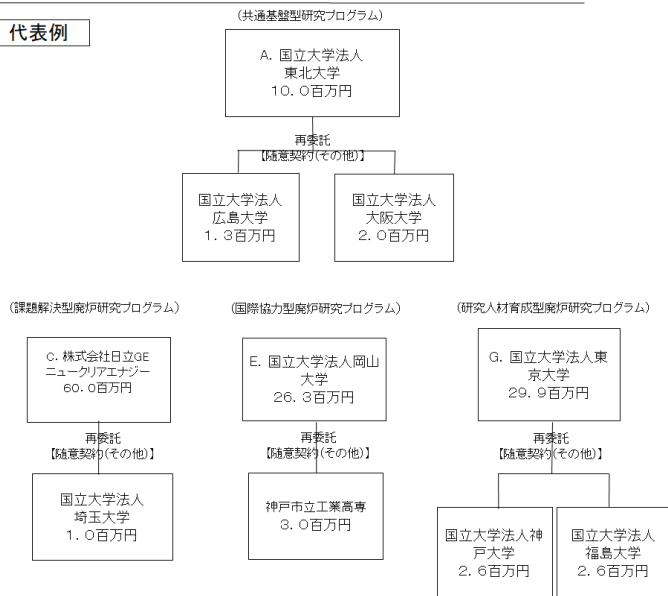 代表例
(共通基盤型研究プログラム)
A. 国立大学法人
東北大学
10.0百万円
再委託
【随意契約(その他)】
国立大学法人
広島大学
1.3百万円
国立大学法人
大阪大学
2.0百万円
(課題解決型廃炉研究プログラム)
C. 株式会社日立GE
ニュークリアエナジー
60.0百万円
再委託
【随意契約(その他)】
国立大学法人
埼玉大学
1.0百万円
(国際協力型廃炉研究プログラム)
E. 国立大学法人岡山
大学
26.3百万円
再委託
【随意契約(その他)】
神戸市立工業高専
3.0百万円
(研究人材育成型廃炉研究プログラム)
G. 国立大学法人東
京大学
29.9百万円
再委託
【随意契約(その他)】
国立大学法人神
戸大学
2.6百万円
国立大学法人
福島大学
2.6百万円